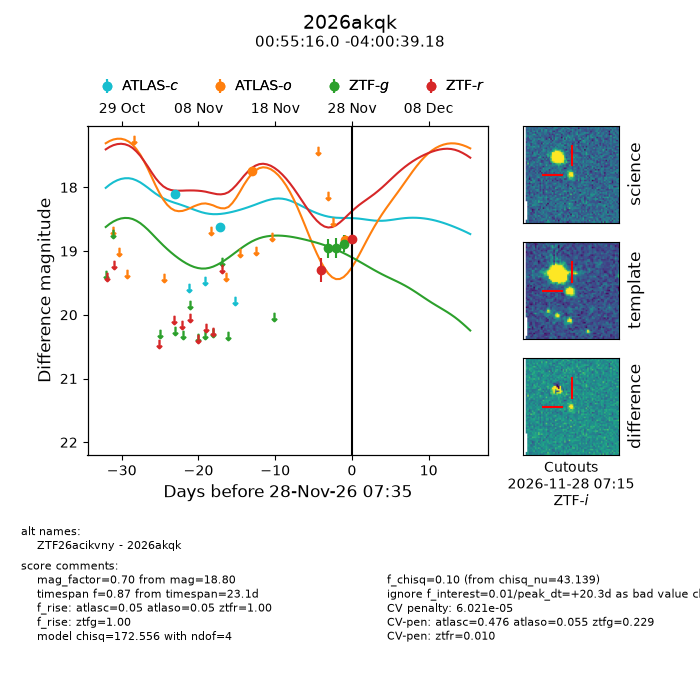 2026akqk
00:55:16.0 -04:00:39.18
ATLAS-c
ATLAS-o
ZTF-g
ZTF-r
29 Oct
08 Nov
18 Nov
28 Nov
08 Dec
18
19
20
21
22
Difference magnitude
−30
−20
−10
0
10
Days before 28-Nov-26 07:35
science
template
difference
Cutouts
2026-11-28 07:15
ZTF-i
alt names:
ZTF26acikvny - 2026akqk
score comments:
mag_factor=0.70 from mag=18.80
timespan f=0.87 from timespan=23.1d
f_rise: atlasc=0.05 atlaso=0.05 ztfr=1.00
f_rise: ztfg=1.00
model chisq=172.556 with ndof=4
f_chisq=0.10 (from chisq_nu=43.139)
ignore f_interest=0.01/peak_dt=+20.3d as bad value
CV penalty: 6.021e-05
CV-pen: atlasc=0.476 atlaso=0.055 ztfg=0.229
CV-pen: ztfr=0.010